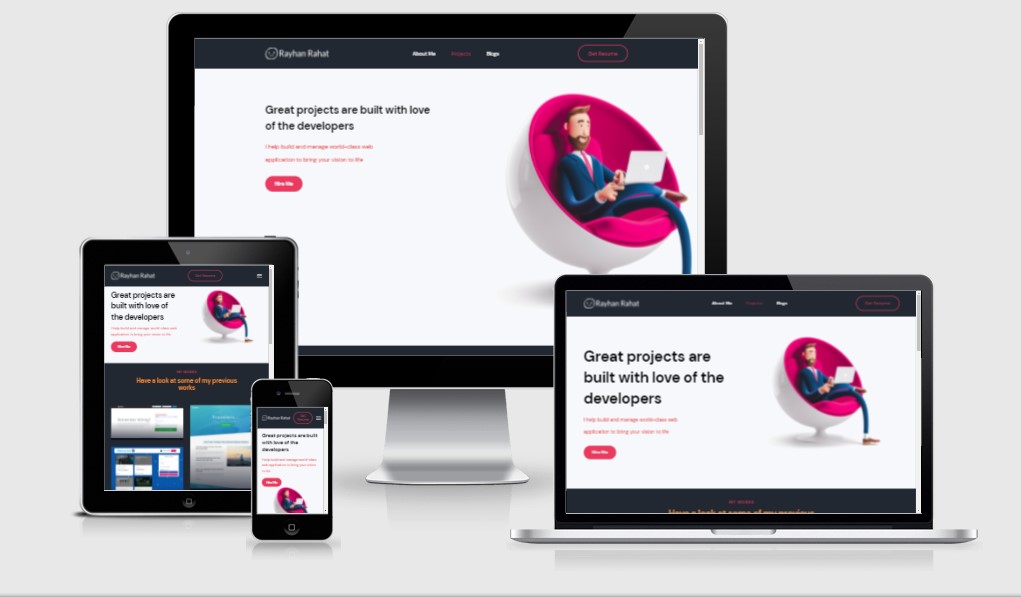 Rayhan Rahat
About Me
Projects
Blogs
Get Resume
Great projects are built with love
of the developers
I help build and manage world-class web
application to bring your vision to life
Hire Me
Rayhan Rahat
Get Resume
Great projects are
built with love of
the developers
I help build and manage world-class web
application to bring your vision to life
Hire Me
MY WORKS
Have a look at some of my previous
works
Rayhan Rahat
Get
Resume
Great projects are built
with love of the
developers
I help build and manage world-class
web application to bring your vision
to life
Hire Me
Rayhan Rahat
About Me
Projects
Blogs
Get Resume
Great projects are
built with love of the
developers
I help build and manage world-class web
application to bring your vision to life
Hire Me
MY WORKS
Have a look at some of my previous